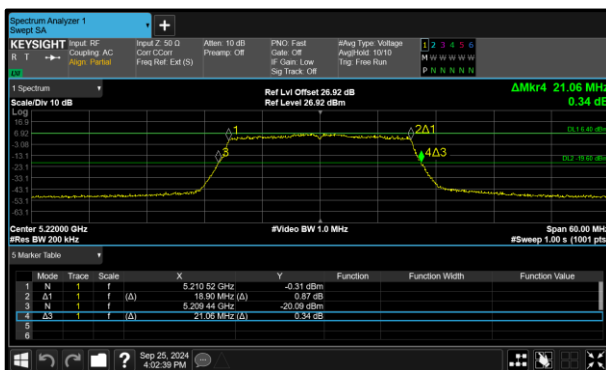 Spectrum Analyzer 1
Swept SA
+
KEYSIGHT Input: RF Input Z: 50 Ω Atten: 10 dB PNO: Fast #Avg Type: Voltage 1 2 3 4 5 6
R T Coupling: AC Corr CCorr Preamp: Off Gate: Off Avg|Hold: 10/10 M W W W W W
Align: Partial Freq Ref: Ext (S) IF Gain: Low Trig: Free Run
Sig Track: Off P N N N N N
1 Spectrum Ref Lvl Offset 26.92 dB ΔMkr4 21.06 MHz
Scale/Div 10 dB Ref Level 26.92 dBm 0.34 dB
Log
16.9
6.92
-3.08
-13.1
-23.1
-33.1
-43.1
-53.1
-63.1
1
2Δ1
DL1 6.40 dBm
3
4Δ3
DL2 -19.60 dBm
Center 5.22000 GHz #Video BW 1.0 MHz Span 60.00 MHz
#Res BW 200 kHz #Sweep 1.00 s (1001 pts)
5 Marker Table
Mode Trace Scale X Y Function Function Width Function Value
1 N 1 f 5.210 52 GHz -0.31 dBm
2 Δ1 1 f (Δ) 18.90 MHz (Δ) 0.87 dB
3 N 1 f 5.209 44 GHz -20.09 dBm
4 Δ3 1 f (Δ) 21.06 MHz (Δ) 0.34 dB
5
6
? Sep 25, 2024
4:02:39 PM